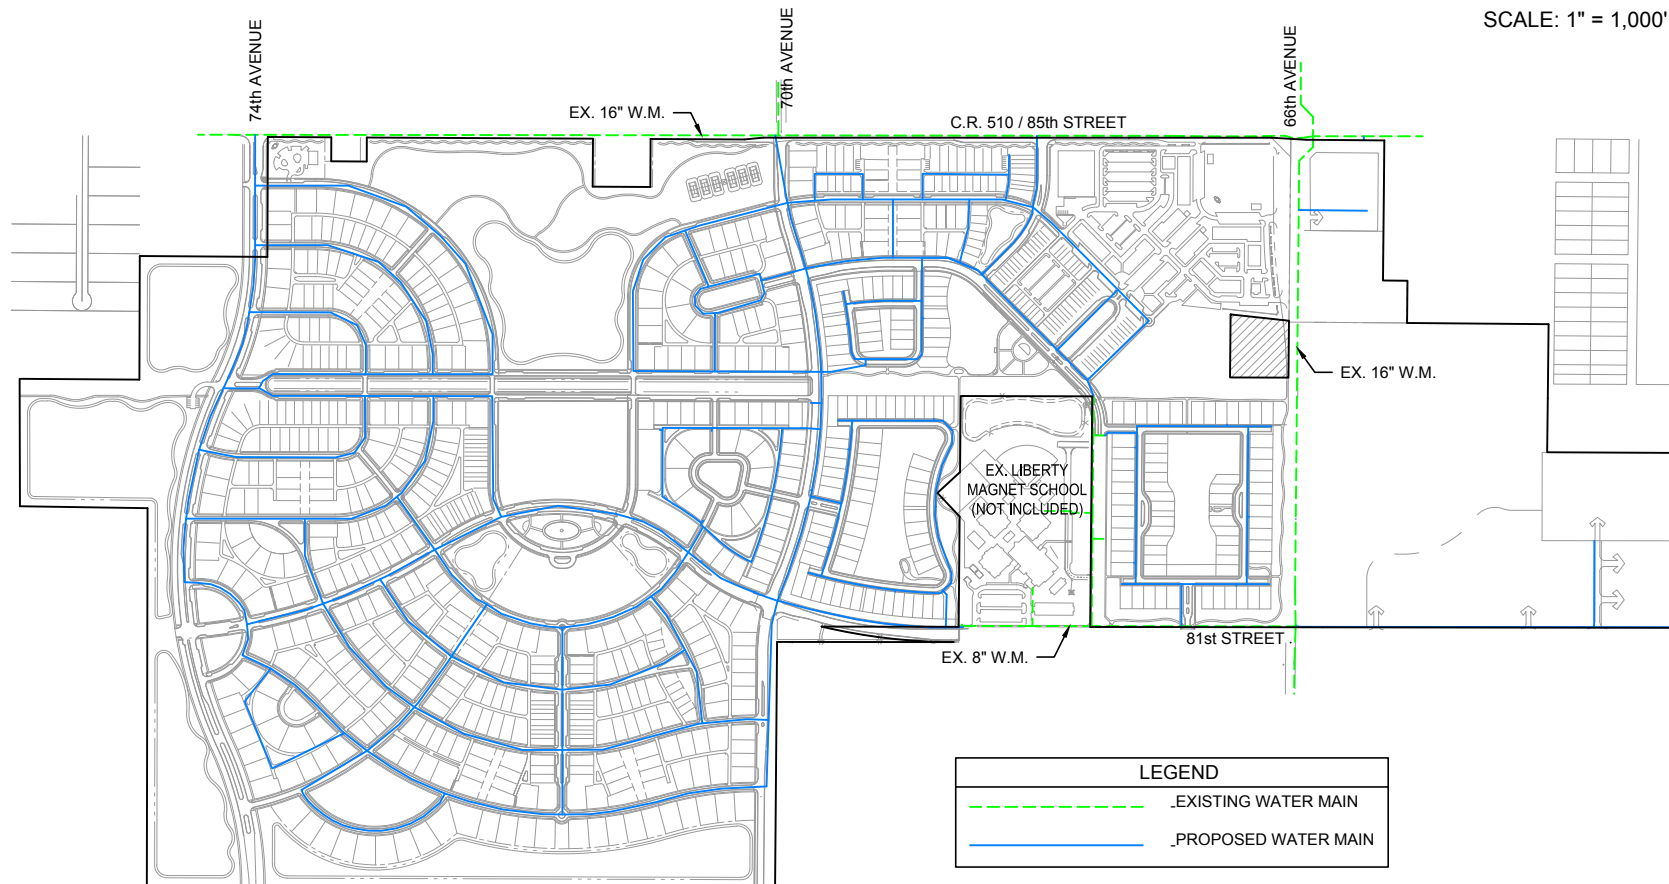 SCALE: 1" = 1,000'
74th AVENUE
70th AVENUE
66th AVENUE
EX. 16" W.M.
C.R. 510 / 85th STREET
EX. 16" W.M.
EX. LIBERTY
MAGNET SCHOOL
(NOT INCLUDED)
81st STREET
EX. 8" W.M.
LEGEND
EXISTING WATER MAIN
PROPOSED WATER MAIN